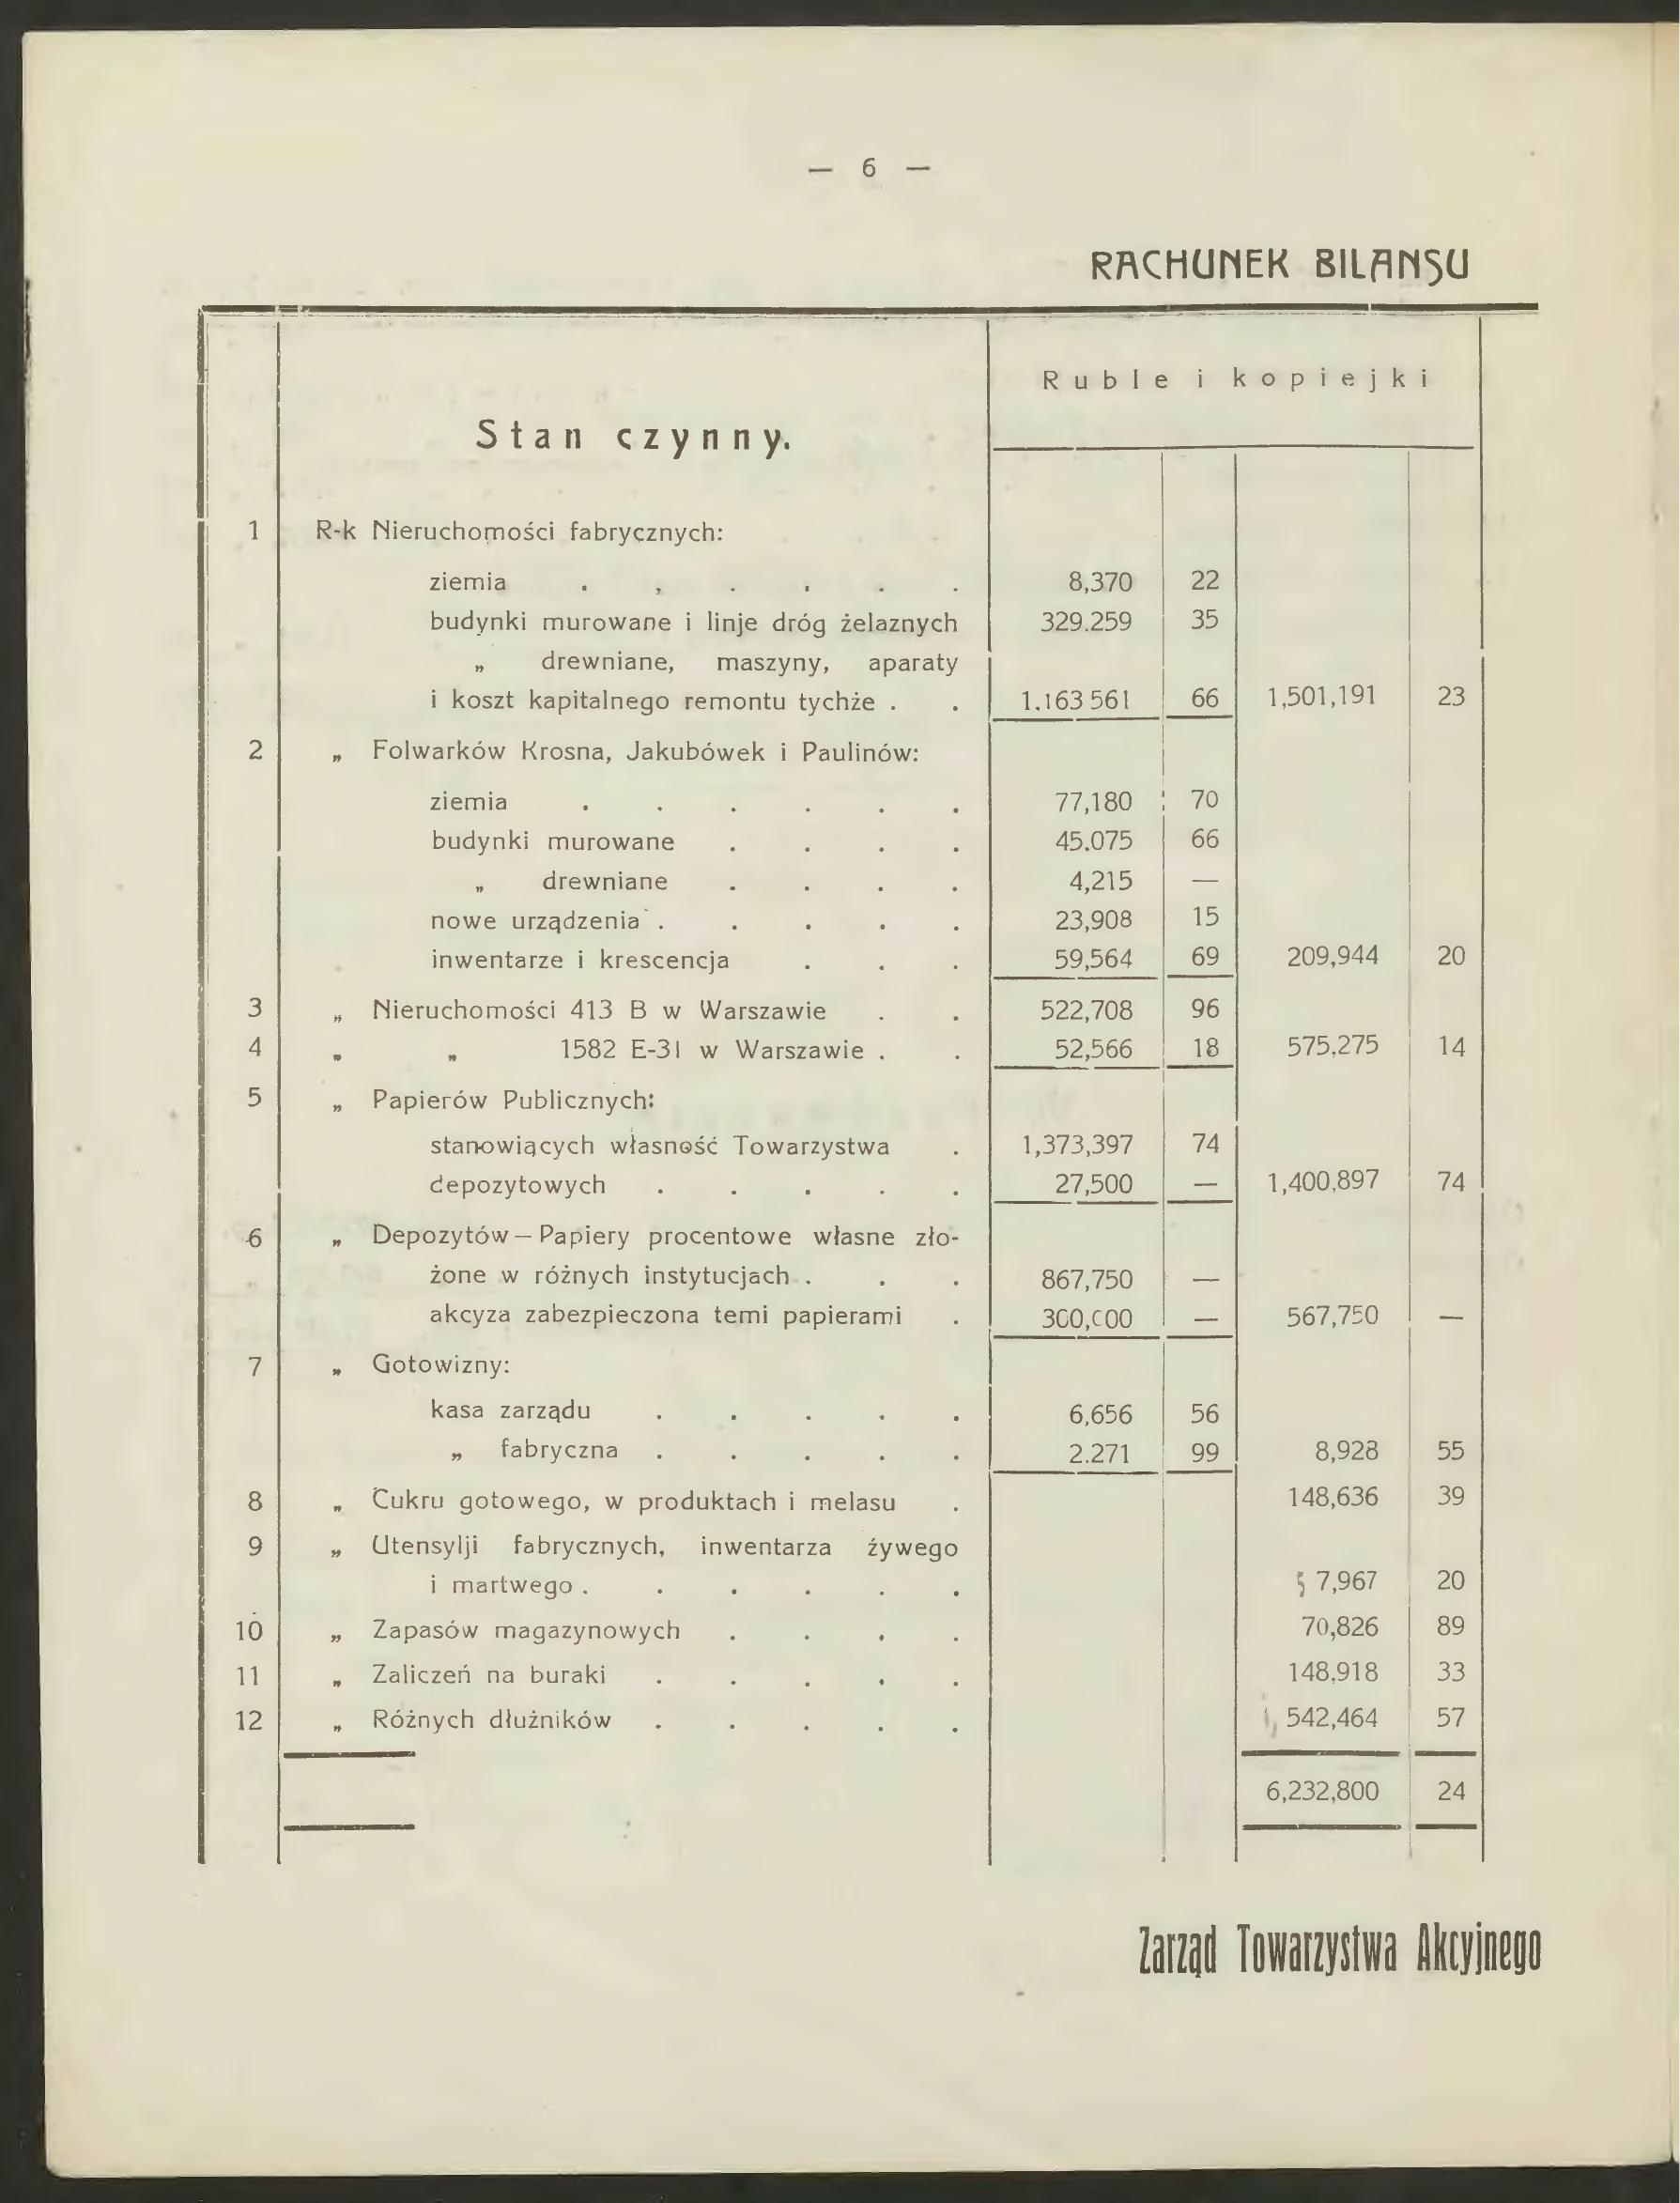 — 6 —
RACHUNEK BILANSU
Ruble i kopiejki
Stan czynny.
1 R-k Nieruchomości fabrycznych:
ziemia . , . . . . 8,370 22
budynki murowane i linje dróg żelaznych 329.259 35
„ drewniane, maszyny, aparaty
i koszt kapitalnego remontu tychże . . 1.163 561 66 1,501,191 23
2 „ Folwarków Krosna, Jakubówek i Paulinów:
ziemia . . . . . . 77,180 70
budynki murowane . . . . 45.075 66
„ drewniane . . . . 4,215 —
nowe urządzenia . . . . . 23,908 15
inwentarze i krescencja . . . 59,564 69 209,944 20
3 „ Nieruchomości 413 B w Warszawie . . 522,708 96
4 „ „ 1582 E-31 w Warszawie . . 52,566 18 575,275 14
5 „ Papierów Publicznych:
stanowiących własność Towarzystwa . 1,373,397 74
depozytowych . . . . . 27,500 — 1,400,897 74
6 „ Depozytów — Papiery procentowe własne zło-
żone w różnych instytucjach . . . 867,750 —
akcyza zabezpieczona temi papierami . 300,000 — 567,750 —
7 „ Gotowizny:
kasa zarządu . . . . . 6,656 56
„ fabryczna . . . . . 2.271 99 8,928 55
8 „ Cukru gotowego, w produktach i melasu . 148,636 39
9 „ Utensylji fabrycznych, inwentarza źywego
i martwego . . . . . . 57,967 20
10 „ Zapasów magazynowych . . . . 70,826 89
11 „ Zaliczeń na buraki . . . . . 148,918 33
12 „ Różnych dłużników . . . . . 1,542,464 57
6,232,800 24
Zarząd Towarzystwa Akcyjnego